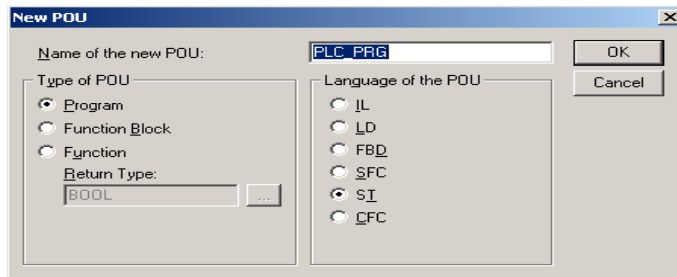 New POU
Name of the new POU:
PLC_PRG
OK
Cancel
Type of POU
Program
Function Block
Function
Return Type:
BOOL
...
Language of the POU
IL
LD
FBD
SFC
ST
CFC